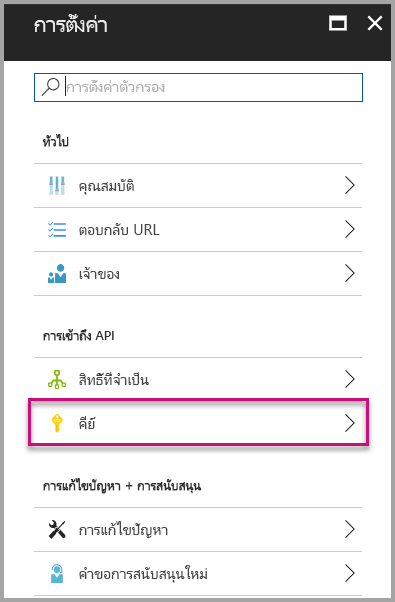 การตั้งค่า
การตั้งค่าตัวกรอง
ทั่วไป
คุณสมบัติ
ตอบกลับ URL
เจ้าของ
การเข้าถึง API
สิทธิ์ที่จำเป็น
คีย์
การแก้ไขปัญหา + การสนับสนุน
การแก้ไขปัญหา
คำขอการสนับสนุนใหม่